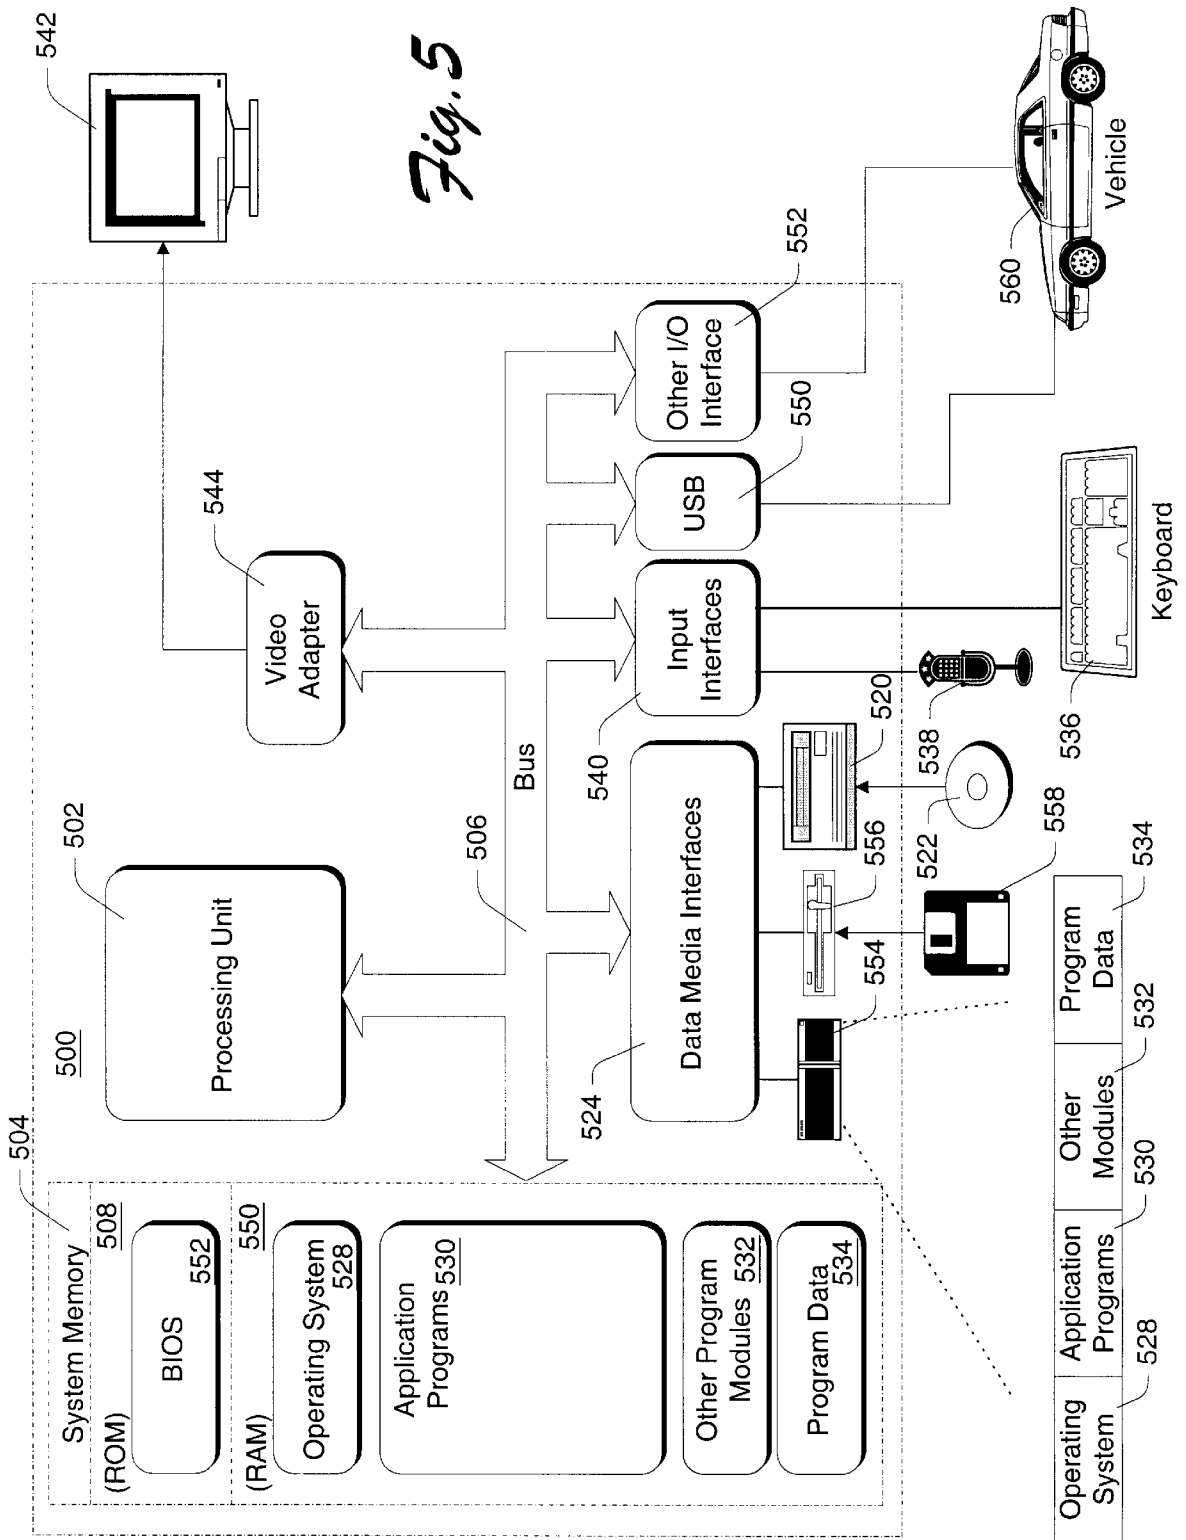 542
Fig. 5
504
500
502
544
System Memory
(ROM) 508
BIOS
552
(RAM) 550
Operating System
528
Application
Programs 530
Other Program
Modules 532
Program Data
534
Processing Unit
Video
Adapter
506
Bus
524
Data Media Interfaces
540
Input
Interfaces
USB
550
Other I/O
Interface
552
554
556
520
558
522
538
536
560
Operating
System
528
Application
Programs
530
Other
Modules
532
Program
Data
534
Keyboard
Vehicle